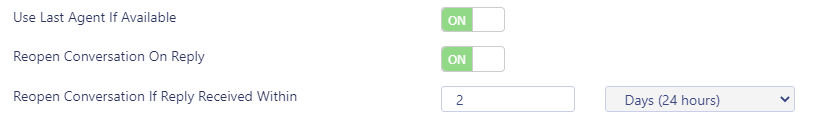 Use Last Agent If Available ON
Reopen Conversation On Reply ON
Reopen Conversation If Reply Received Within 2 Days (24 hours)